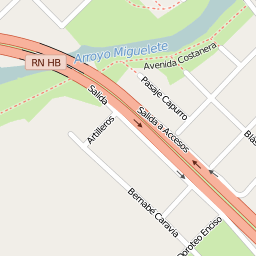 Arroyo Miguelete
Avenida Costanera
RN HB
Pasaje Capurro
Salida
Salida a Accesos
Artilleros
Bernabé Caravia
Doroteo Enciso